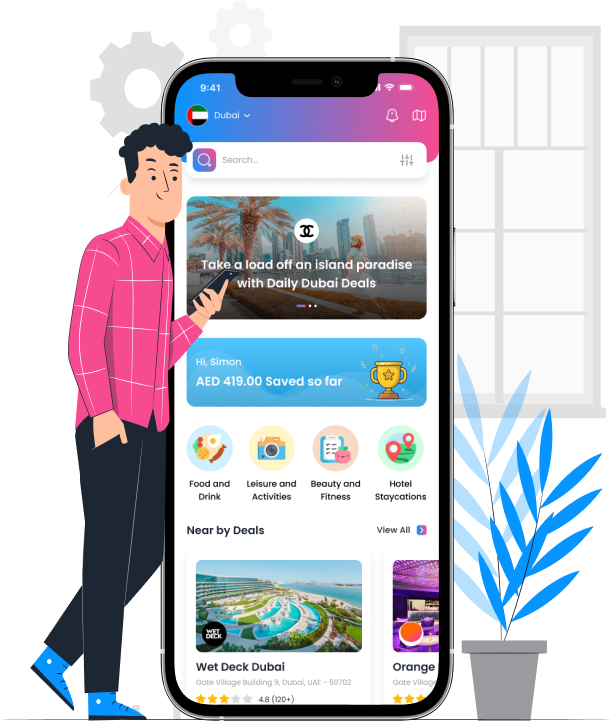 9:41
Dubai
Search...
Take a load off an island paradise
with Daily Dubai Deals
Hi, Simon
AED 419.00 Saved so far
Food and
Drink
Leisure and
Activities
Beauty and
Fitness
Hotel
Staycations
Near by Deals
View All
WET
DECK
Wet Deck Dubai
Gate Village Building 9, Dubai, UAE - 50702
4.8 (120+)
Orange
Gate Village